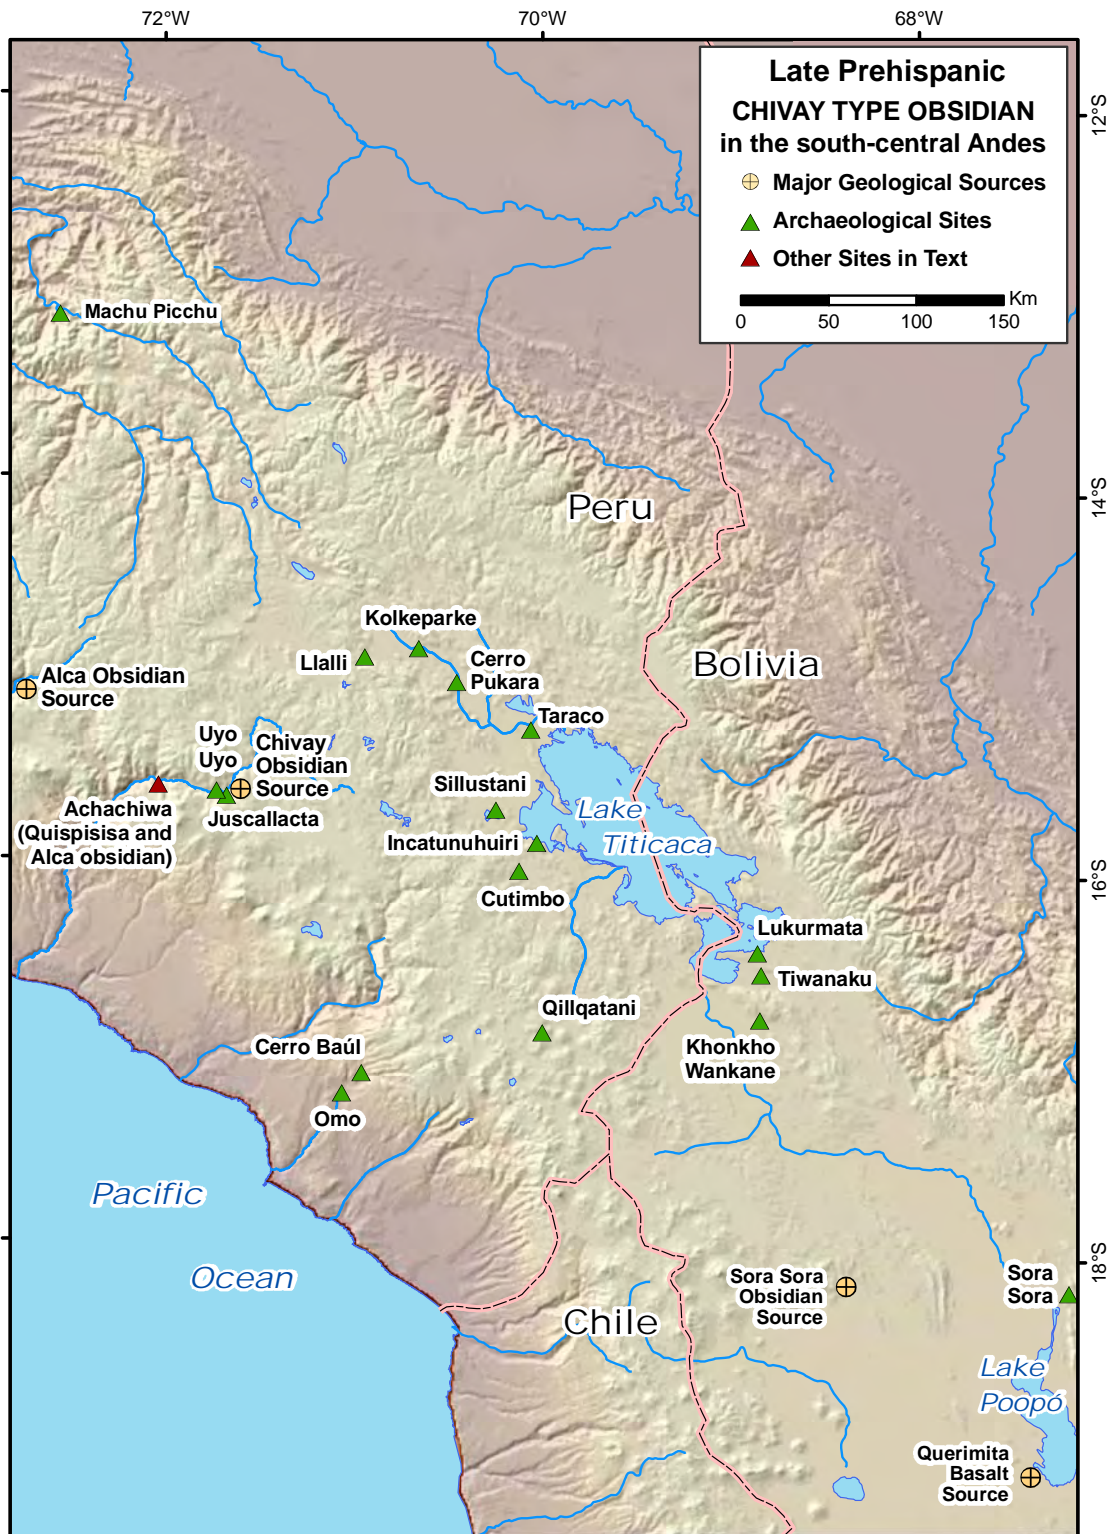 72°W
70°W
68°W
Late Prehispanic
CHIVAY TYPE OBSIDIAN
in the south-central Andes
Major Geological Sources
Archaeological Sites
Other Sites in Text
Km
0
50
100
150
12°S
Machu Picchu
14°S
Peru
Kolkeparke
Llalli
Cerro
Pukara
Bolivia
Alca Obsidian
Source
Taraco
Uyo
Uyo
Chivay
Obsidian
Source
Sillustani
Achachiwa
(Quispisisa and
Alca obsidian)
Juscallacta
Lake
Titicaca
Incatunuhuiri
Cutimbo
16°S
Lukurmata
Tiwanaku
Qillqatani
Khonkho
Wankane
Cerro Baúl
Omo
Pacific
Ocean
18°S
Sora Sora
Obsidian
Source
Sora
Sora
Chile
Lake
Poopó
Querimita
Basalt
Source